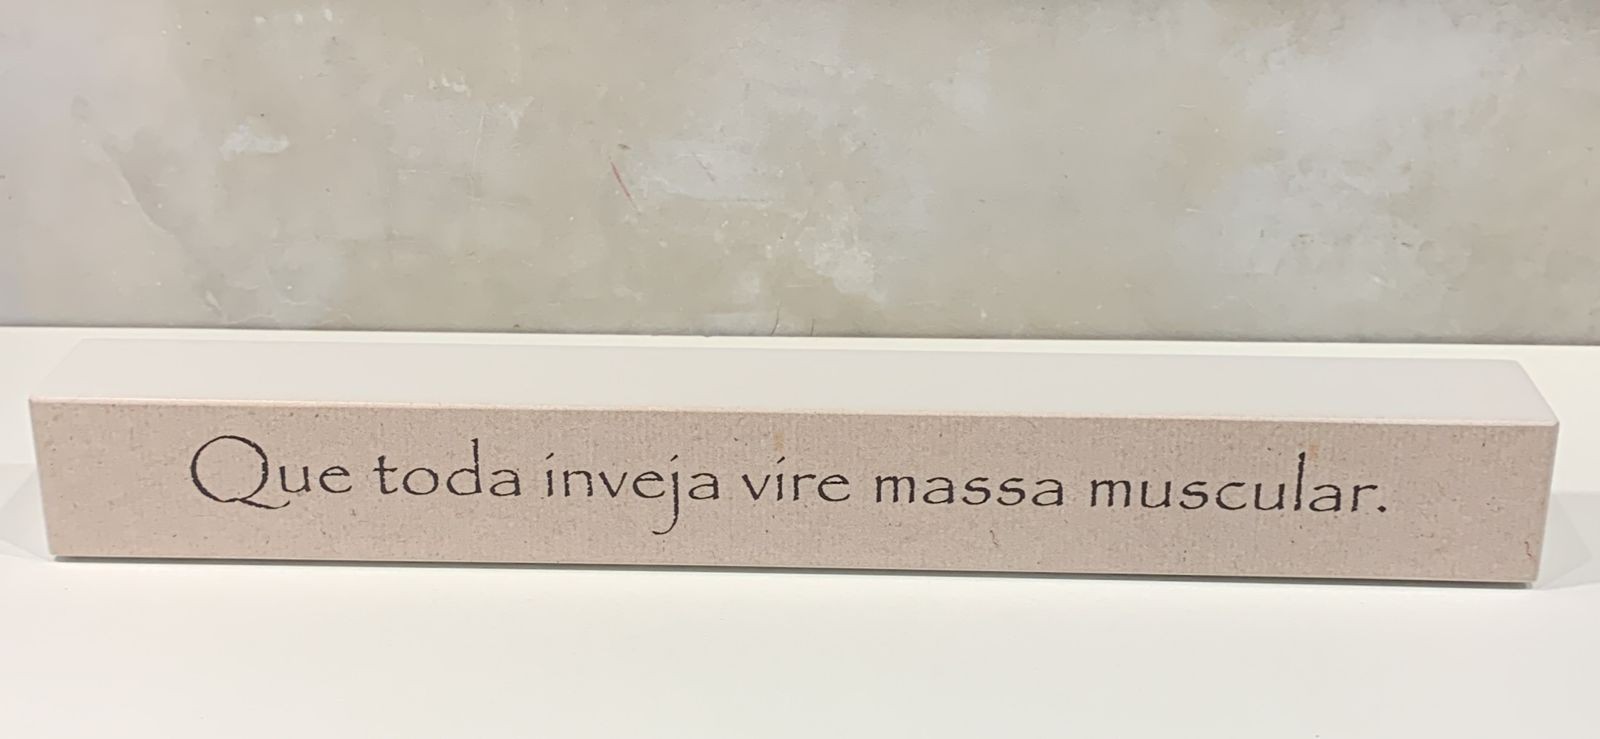 Que toda inveja vire massa muscular.